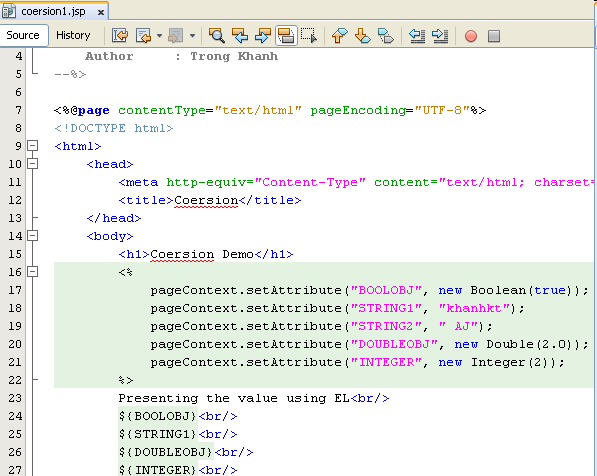 coersion1.jsp x
Source History
4 Author : Trong Khanh
5 --%>
6
7 <%@page contentType="text/html" pageEncoding="UTF-8"%>
8 <!DOCTYPE html>
9 <html>
10 <head>
11 <meta http-equiv="Content-Type" content="text/html; charset=
12 <title>Coersion</title>
13 </head>
14 <body>
15 <h1>Coersion Demo</h1>
16 <%
17 pageContext.setAttribute("BOOLOBJ", new Boolean(true));
18 pageContext.setAttribute("STRING1", "khanhkt");
19 pageContext.setAttribute("STRING2", " AJ");
20 pageContext.setAttribute("DOUBLEOBJ", new Double(2.0));
21 pageContext.setAttribute("INTEGER", new Integer(2));
22 %>
23 Presenting the value using EL<br/>
24 ${BOOLOBJ}<br/>
25 ${STRING1}<br/>
26 ${DOUBLEOBJ}<br/>
27 ${INTEGER}<br/>